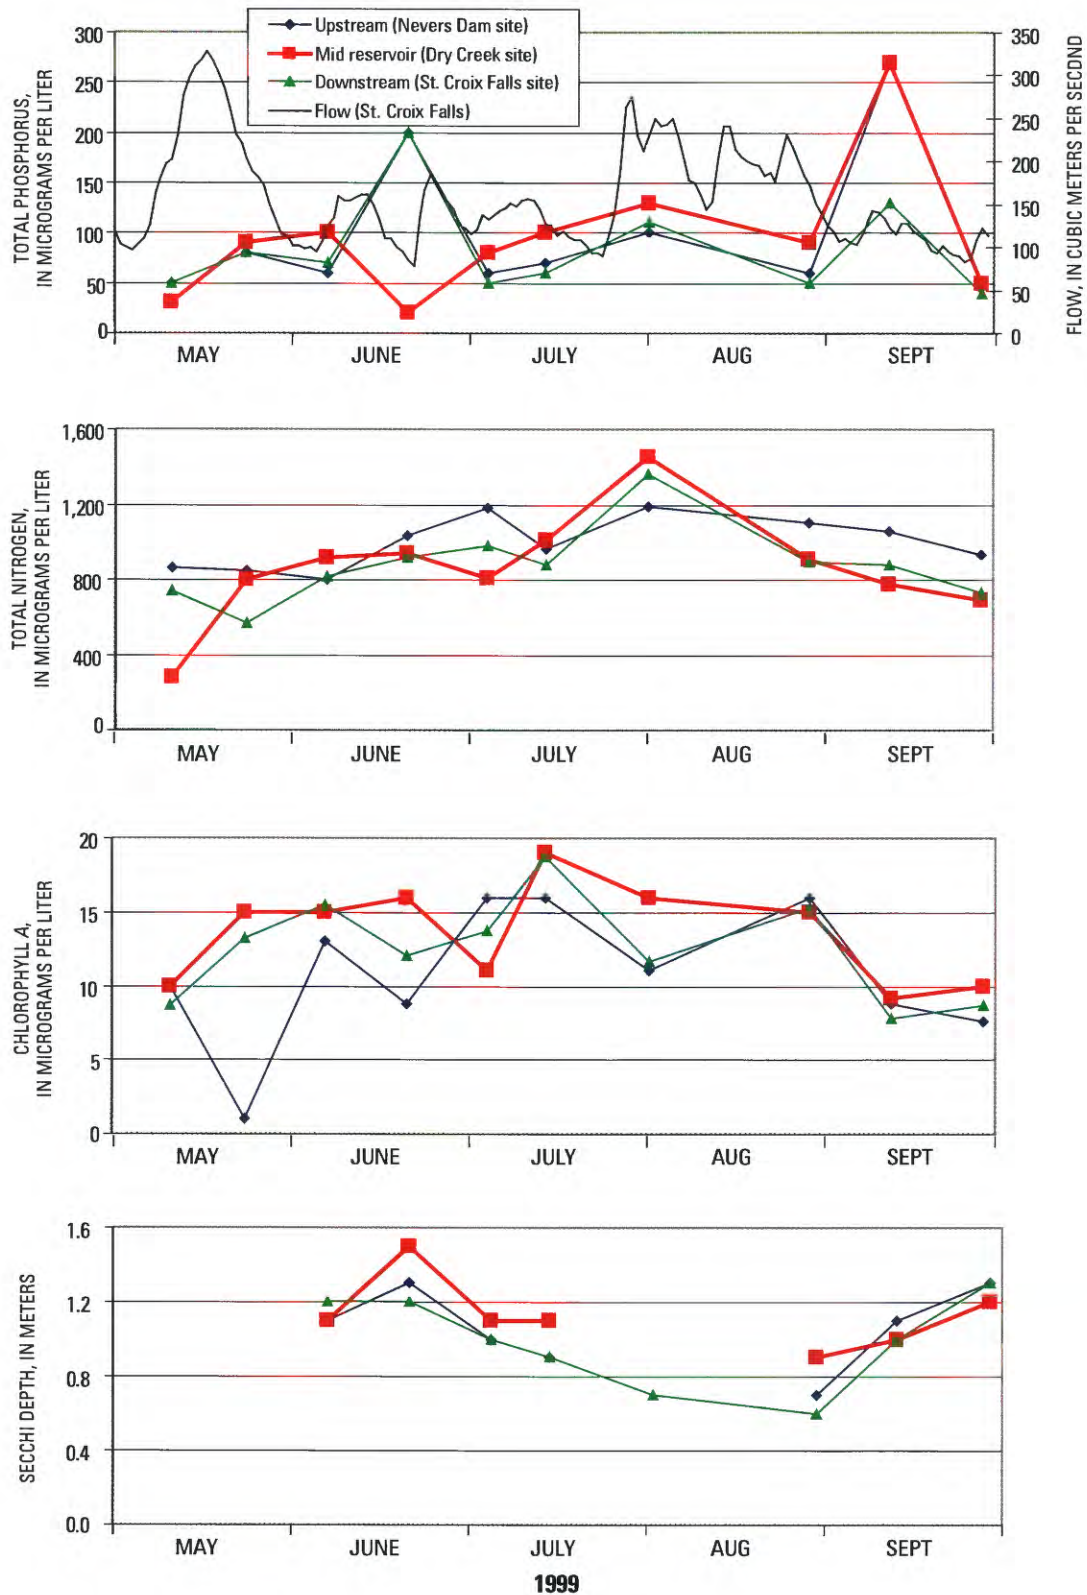 Upstream (Nevers Dam site)
Mid reservoir (Dry Creek site)
Downstream (St. Croix Falls site)
Flow (St. Croix Falls)
TOTAL PHOSPHORUS,
IN MICROGRAMS PER LITER
300
250
200
150
100
50
0
350
300
250
200
150
100
50
0
FLOW, IN CUBIC METERS PER SECOND
MAY JUNE JULY AUG SEPT
TOTAL NITROGEN,
IN MICROGRAMS PER LITER
1,600
1,200
800
400
0
MAY JUNE JULY AUG SEPT
CHLOROPHYLL A,
IN MICROGRAMS PER LITER
20
15
10
5
0
MAY JUNE JULY AUG SEPT
SECCHI DEPTH, IN METERS
1.6
1.2
0.8
0.4
0.0
MAY JUNE JULY AUG SEPT
1999